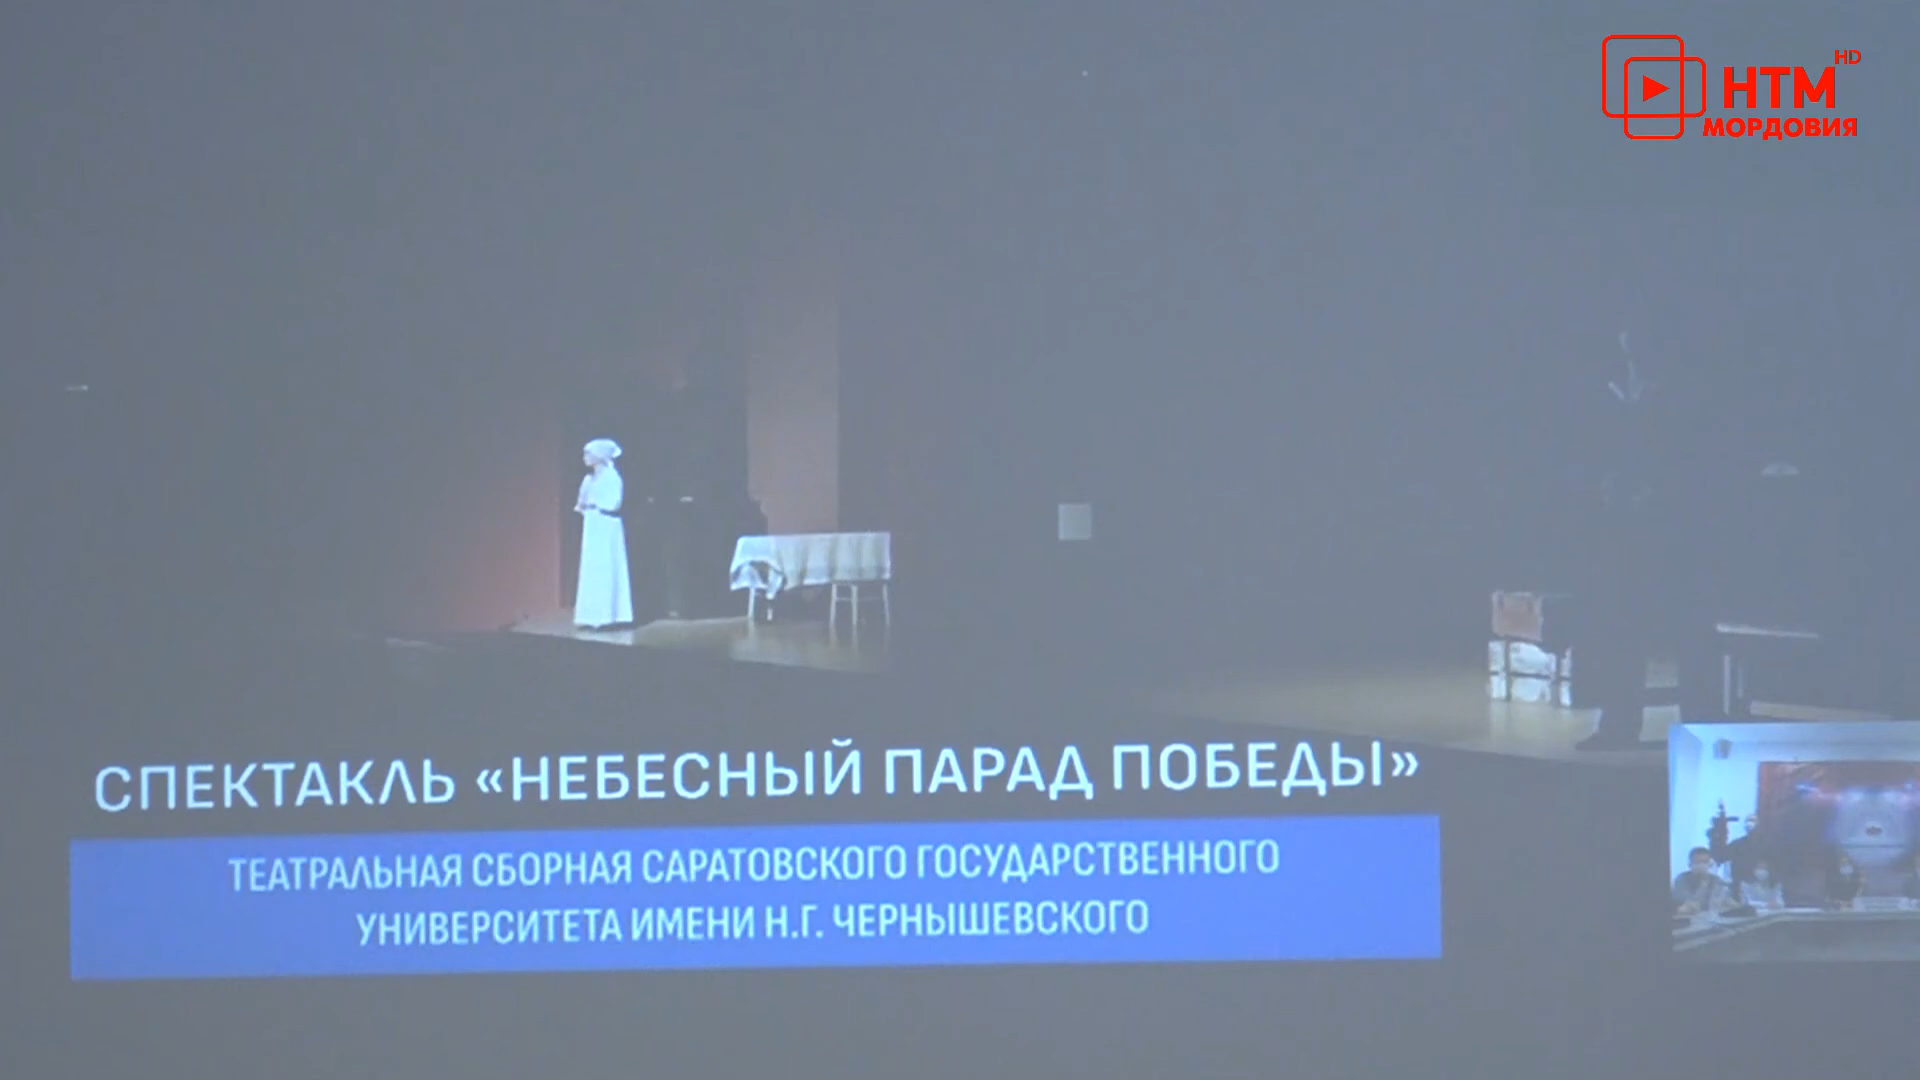 HD
НТМ
МОРДОВИЯ
СПЕКТАКЛЬ «НЕБЕСНЫЙ ПАРАД ПОБЕДЫ»
ТЕАТРАЛЬНАЯ СБОРНАЯ САРАТОВСКОГО ГОСУДАРСТВЕННОГО
УНИВЕРСИТЕТА ИМЕНИ Н.Г. ЧЕРНЫШЕВСКОГО